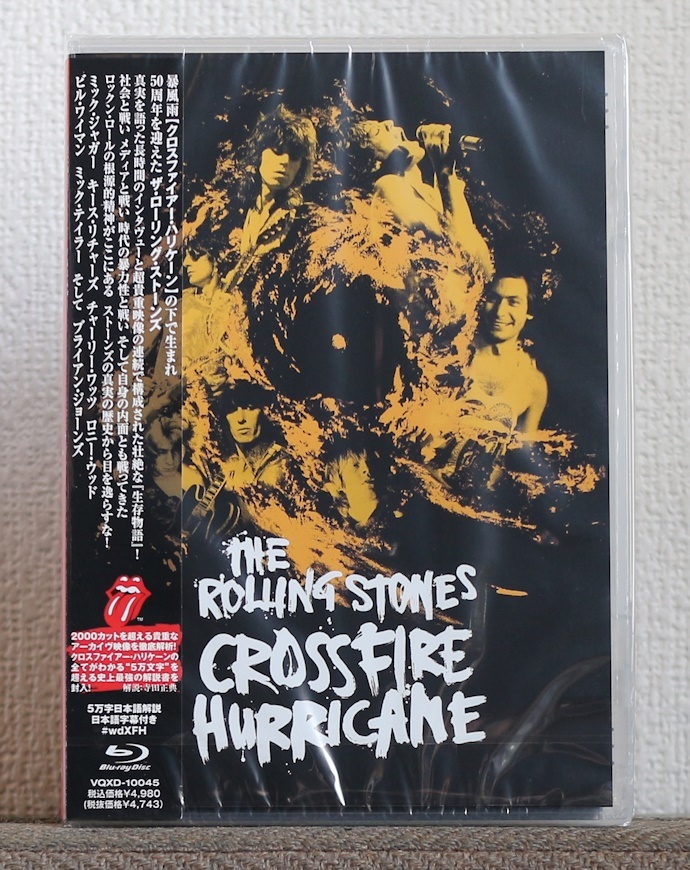 暴風雨【クロスファイアー・ハリケーン】の下で生まれ
50周年を迎えた ザ・ローリング・ストーンズ
真実を語った長時間のインタヴューと超貴重映像の連続で構成された壮絶な『生存物語』！
社会と戦い メディアと戦い 時代の暴力性と戦い そして自身の内面とも戦ってきた
ロックン・ロールの根源的精神がここにある ストーンズの真実の歴史から目を逸らすな！
ミック・ジャガー キース・リチャーズ チャーリー・ワッツ ロニー・ウッド
ビル・ワイマン ミック・テイラー そして ブライアン・ジョーンズ
THE
ROLLING STONES
CROSSFIRE
HURRICANE
TM
2000カットを超える貴重な
アーカイヴ映像を徹底解析！
クロスファイアー・ハリケーンの
全てがわかる“5万文字”を
超える史上最強の解説書を
封入！ 解説：寺田正典
5万字日本語解説
日本語字幕付き
#wdXFH
Blu-ray Disc
VQXD-10045
税込価格¥4,980
(税抜価格¥4,743)